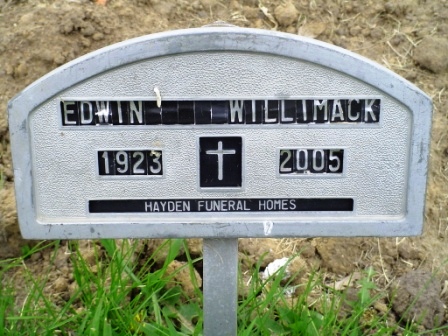 EDWIN WILLIMACK
1923 2005
HAYDEN FUNERAL HOMES